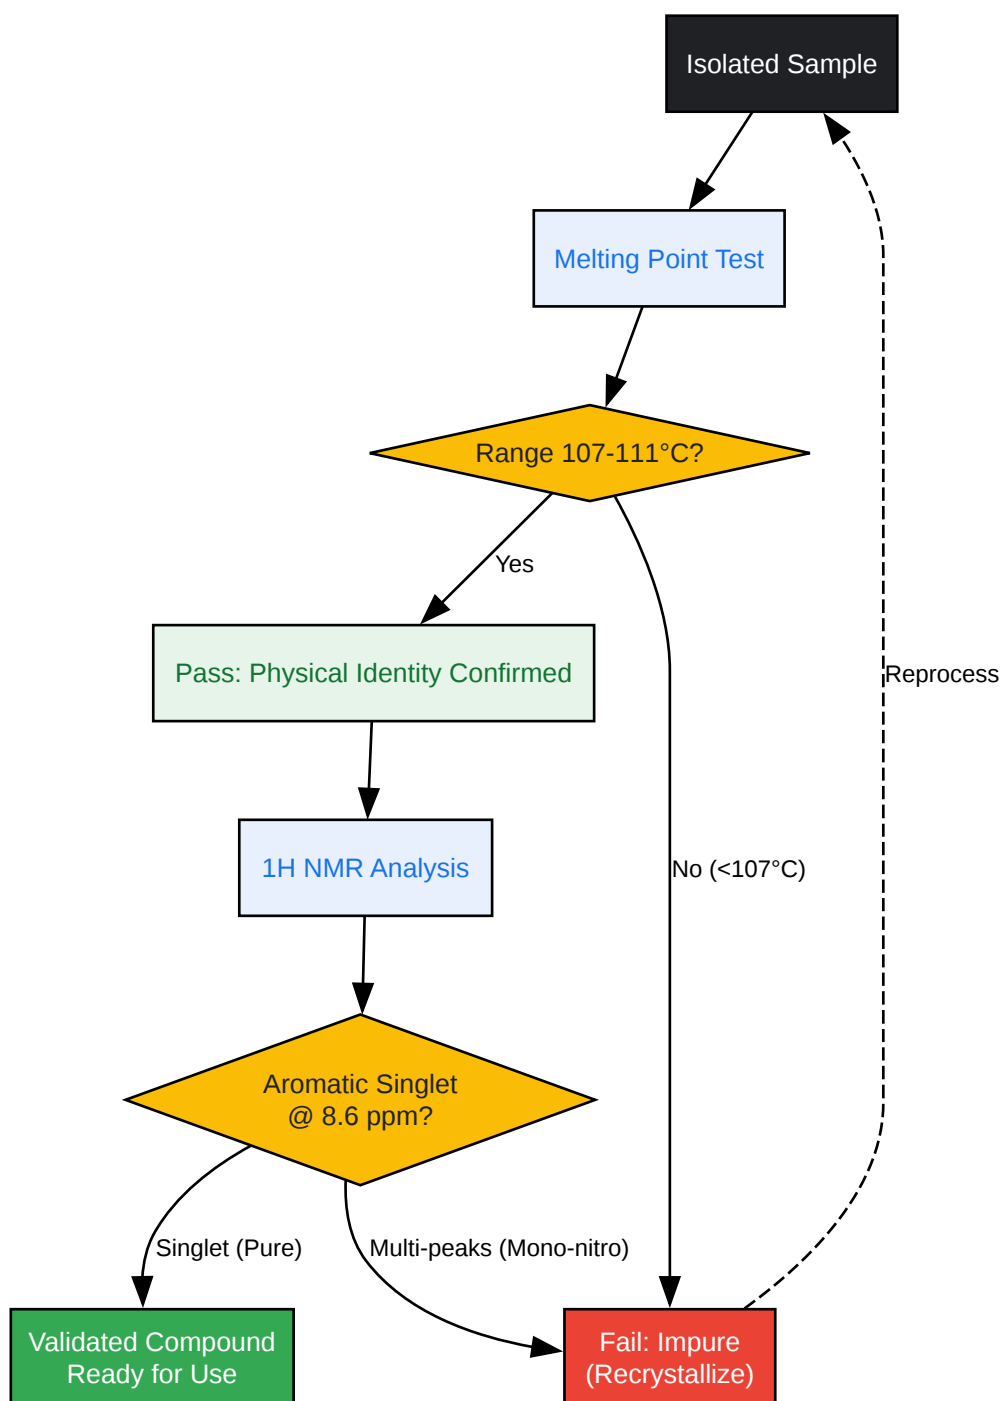 Isolated Sample
Melting Point Test
Range 107-111°C?
Yes
Pass: Physical Identity Confirmed
Reprocess
1H NMR Analysis
No (<107°C)
Aromatic Singlet
@ 8.6 ppm?
Singlet (Pure)
Multi-peaks (Mono-nitro)
Validated Compound
Ready for Use
Fail: Impure
(Recrystallize)